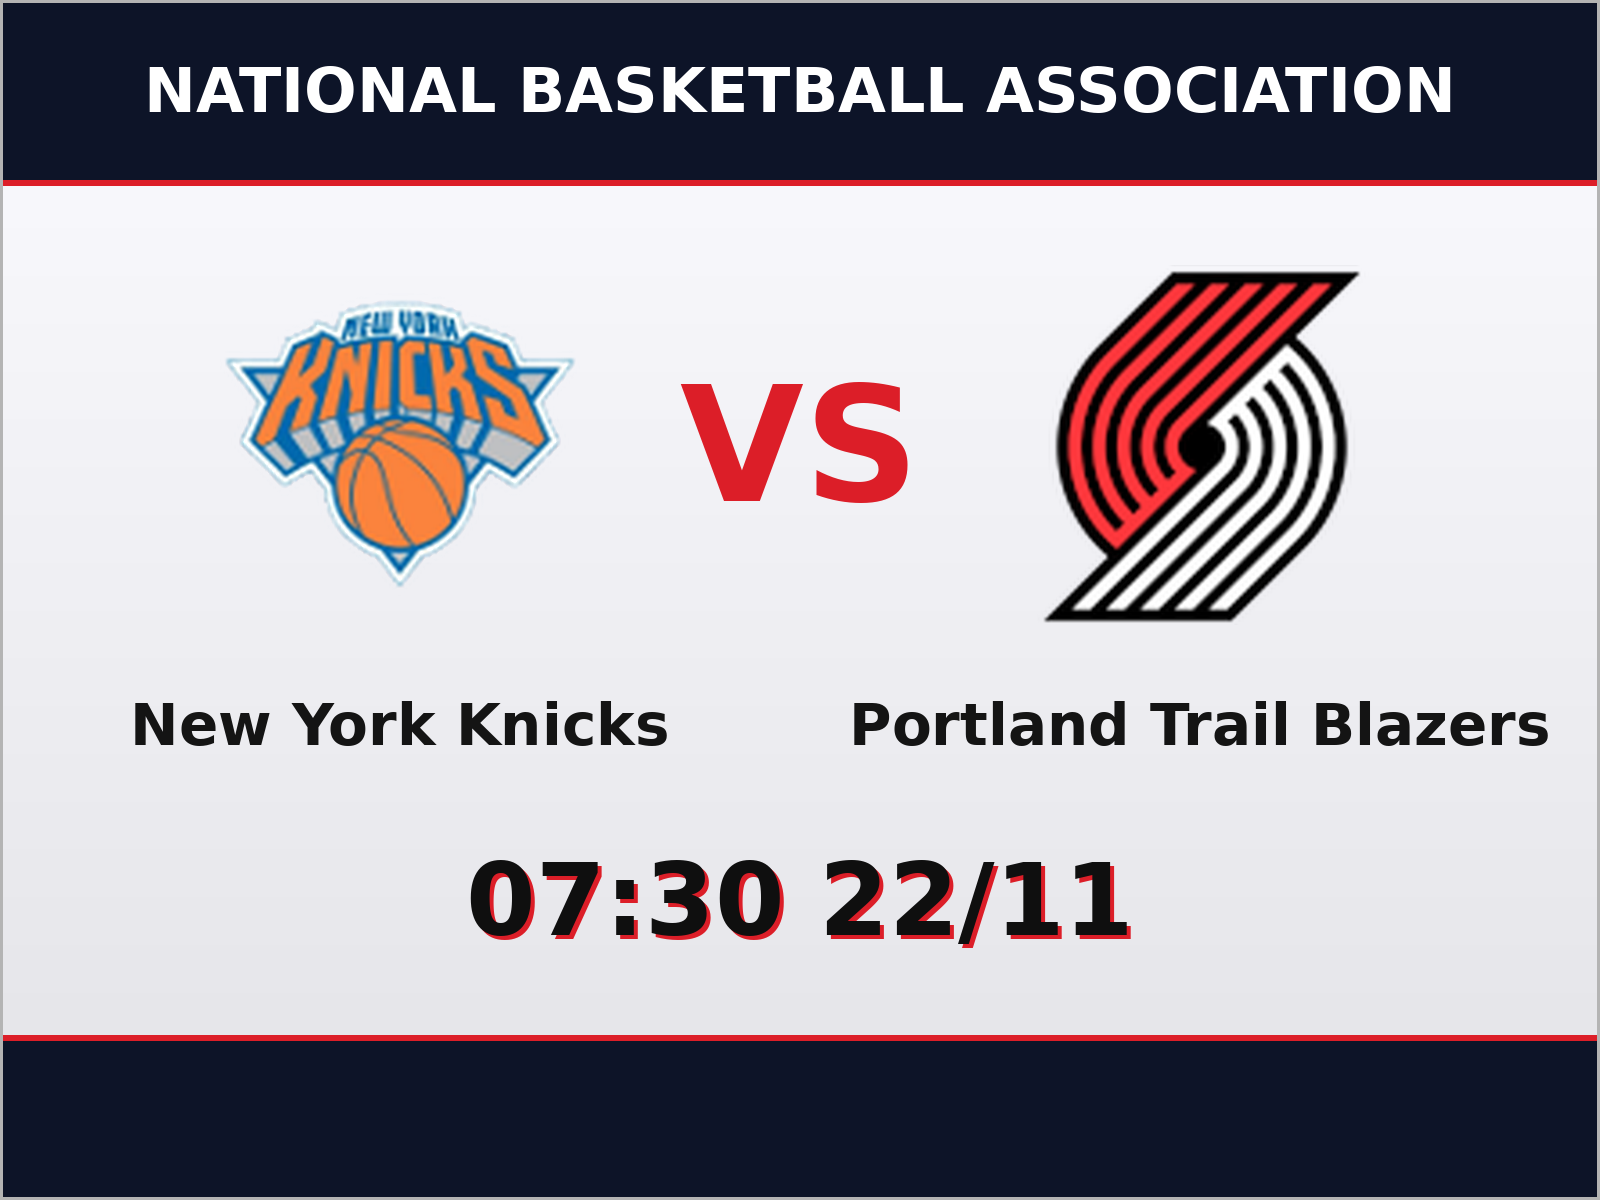 NATIONAL BASKETBALL ASSOCIATION
NEW YORK
KNICKS
VS
New York Knicks
Portland Trail Blazers
07:30 22/11